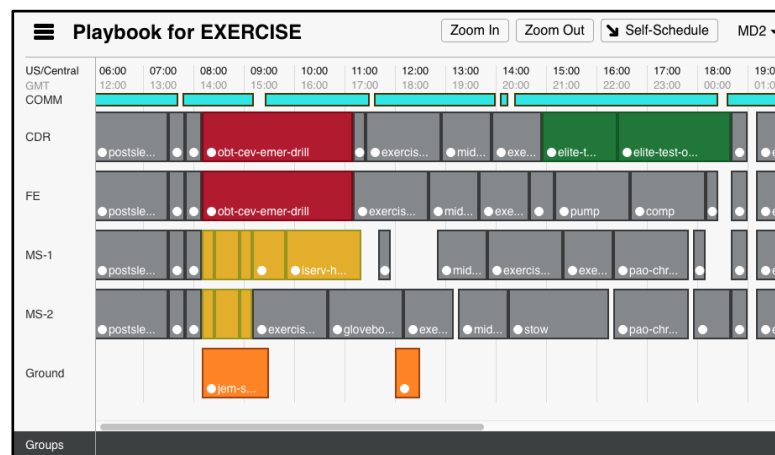 Playbook for EXERCISE Zoom In Zoom Out Self-Schedule MD2
US/Central 06:00 07:00 08:00 09:00 10:00 11:00 12:00 13:00 14:00 15:00 16:00 17:00 18:00 19:0
GMT 12:00 13:00 14:00 15:00 16:00 17:00 18:00 19:00 20:00 21:00 22:00 23:00 00:00 01:0
COMM
CDR
postsle... obt-cev-emer-drill exercis... mid... exe... elite-t... elite-test-o...
FE
postsle... obt-cev-emer-drill exercis... mid... exe... pump comp
MS-1
postsle... iserv-h... mid... exercis... exe... pao-chr...
MS-2
postsle... exercis... glovebo... exe... mid... stow pao-chr...
Ground
jem-s...
Groups